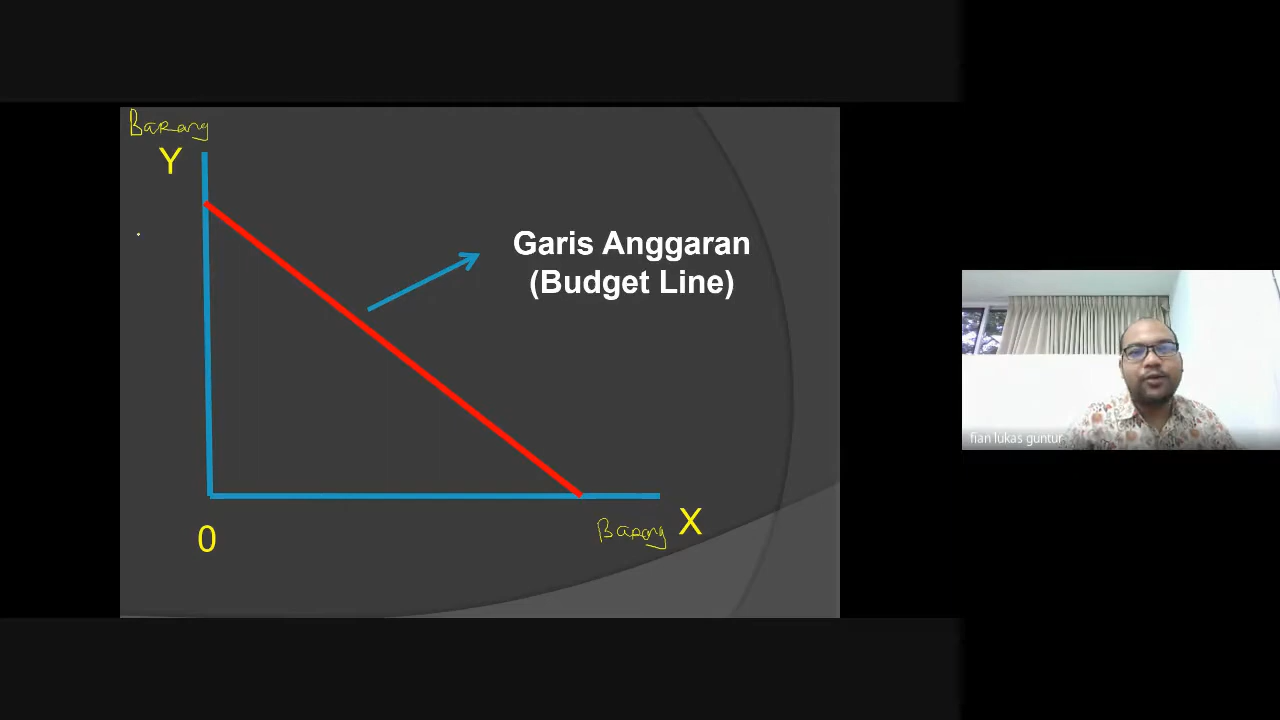 Barang
Y
Garis Anggaran
(Budget Line)
0
Barang X
fian lukas guntur